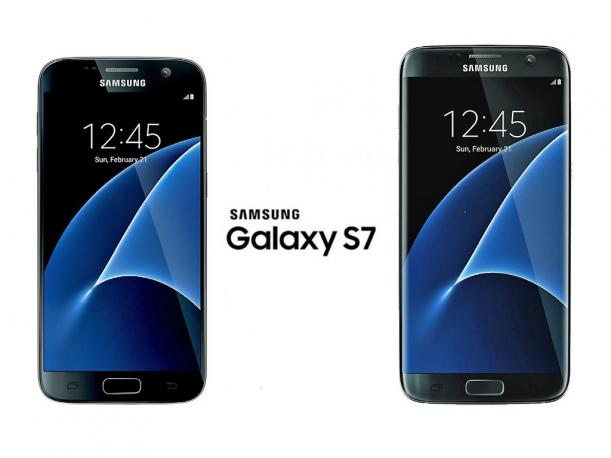 SAMSUNG
12:45
Sun, February 21
SAMSUNG
Galaxy S7
SAMSUNG
12:45
Sun, February 21